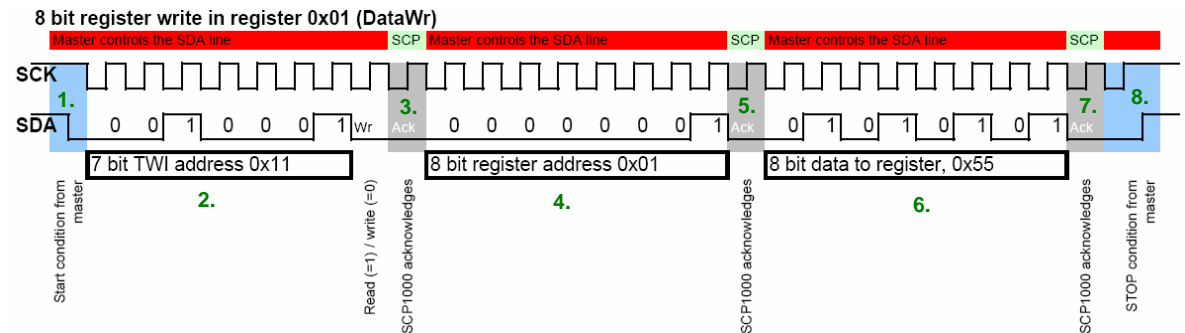 8 bit register write in register 0x01 (DataWr)
Master controls the SDA line SCP Master controls the SDA line SCP Master controls the SDA line SCP
SCK
1. 3. 5. 7. 8.
SDA 0 0 1 0 0 0 1 Wr Ack 0 0 0 0 0 0 0 1 Ack 0 1 0 1 0 1 0 1 Ack
7 bit TWI address 0x11 8 bit register address 0x01 8 bit data to register, 0x55
2. 4. 6.
Start condition from
master
Read (=1) / write (=0)
SCP1000 acknowledges
SCP1000 acknowledges
SCP1000 acknowledges
STOP condition from
master